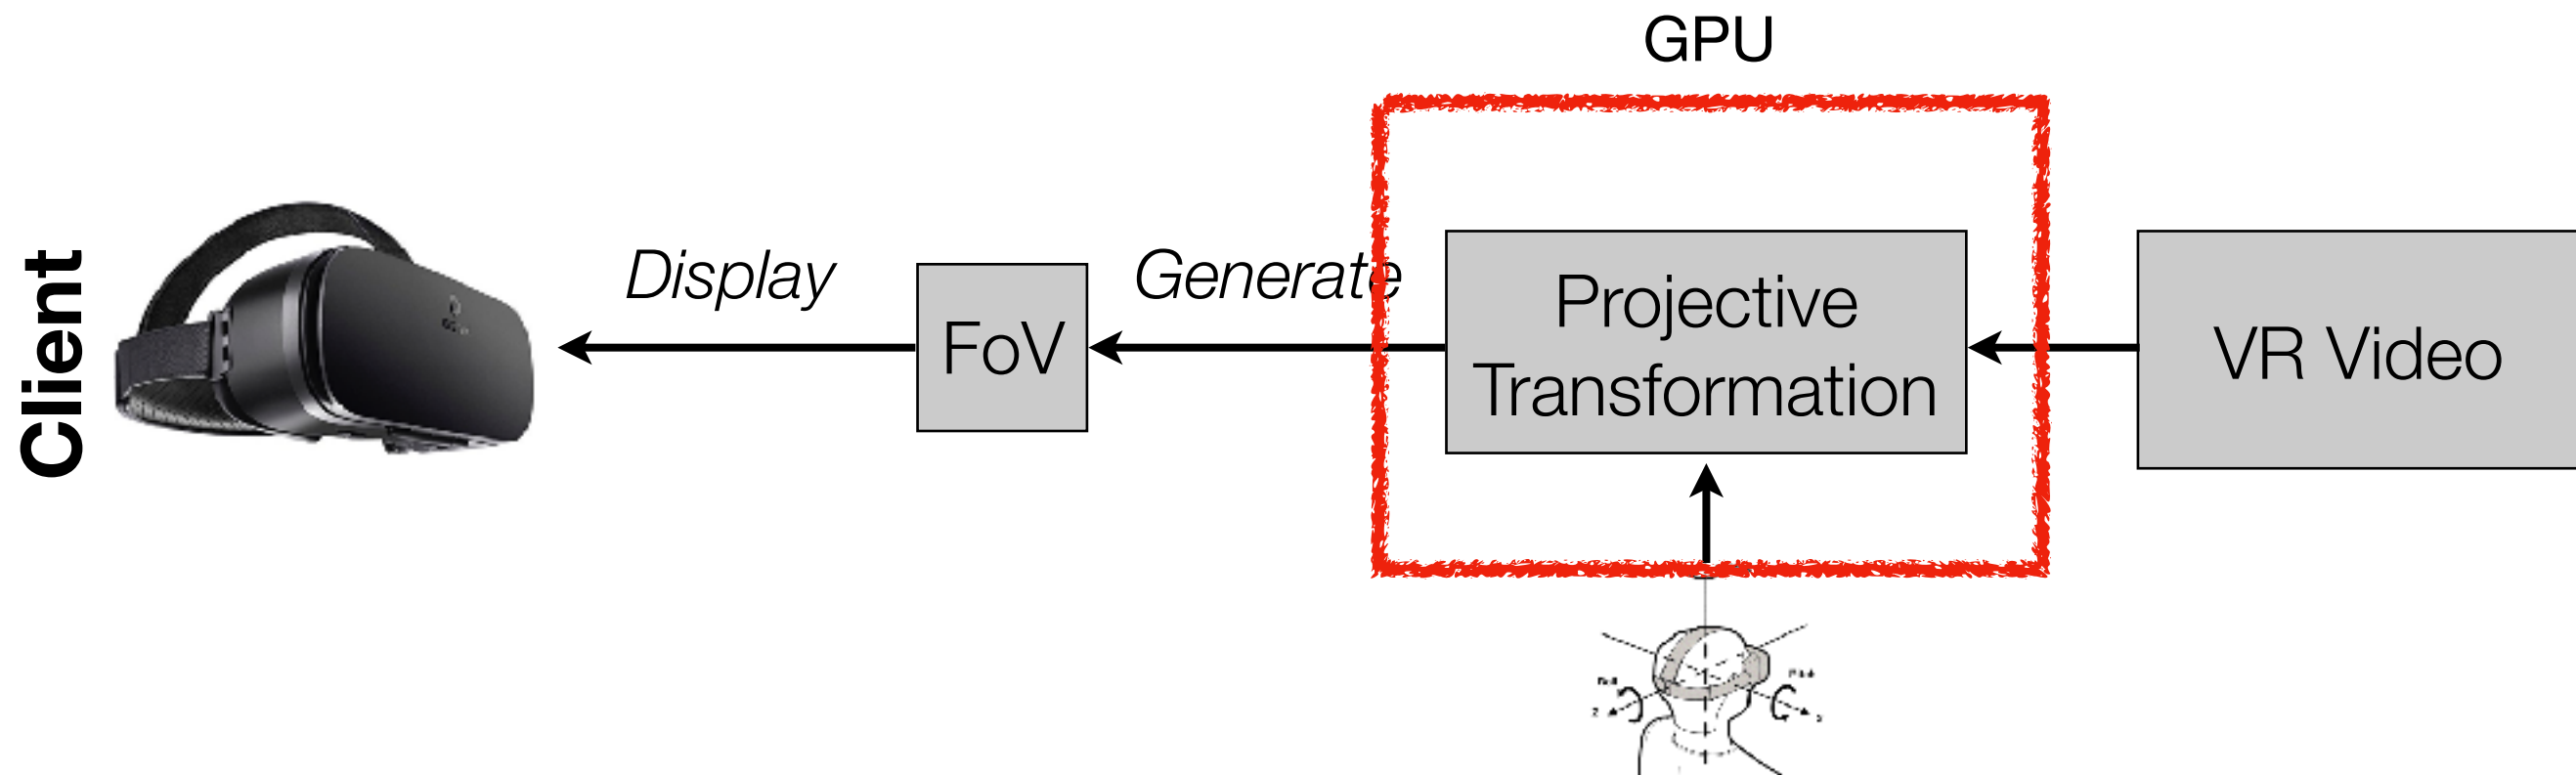 GPU
Client
Display
FoV
Generate
Projective
Transformation
VR Video